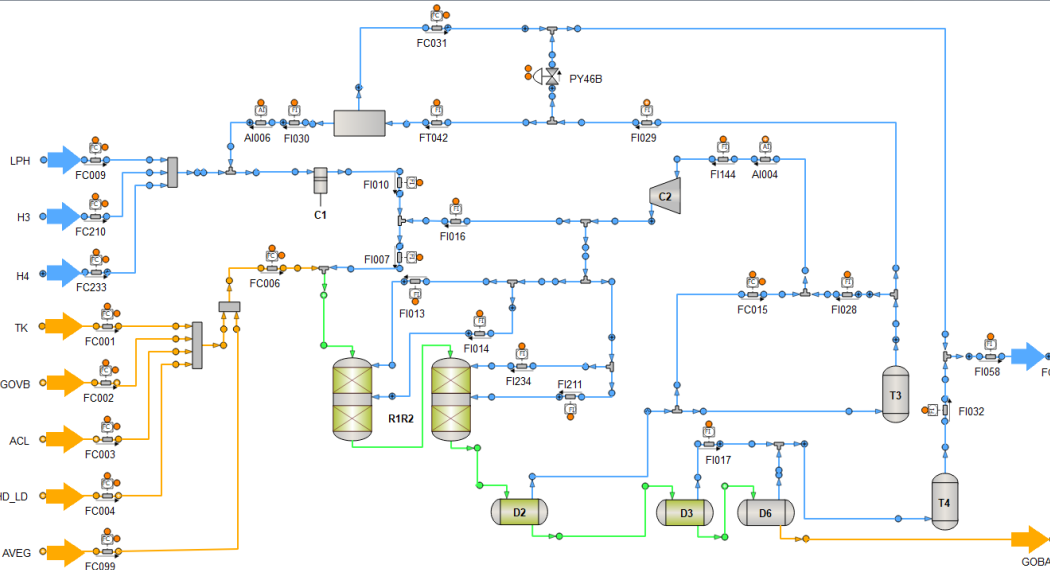 FC031
PY46B
AI006
FI030
FT042
FI029
LPH
FC009
FI144
AI004
FI010
C2
C1
H3
FC210
FI016
FI007
H4
FC233
FC006
FI013
FC015
FI028
TK
FC001
FI014
FI058
FI234
FI211
GOVB
FC002
T3
R1R2
FI032
ACL
FC003
FI017
HD_LD
FC004
D2
D3
D6
T4
AVEG
FC099
GOBA